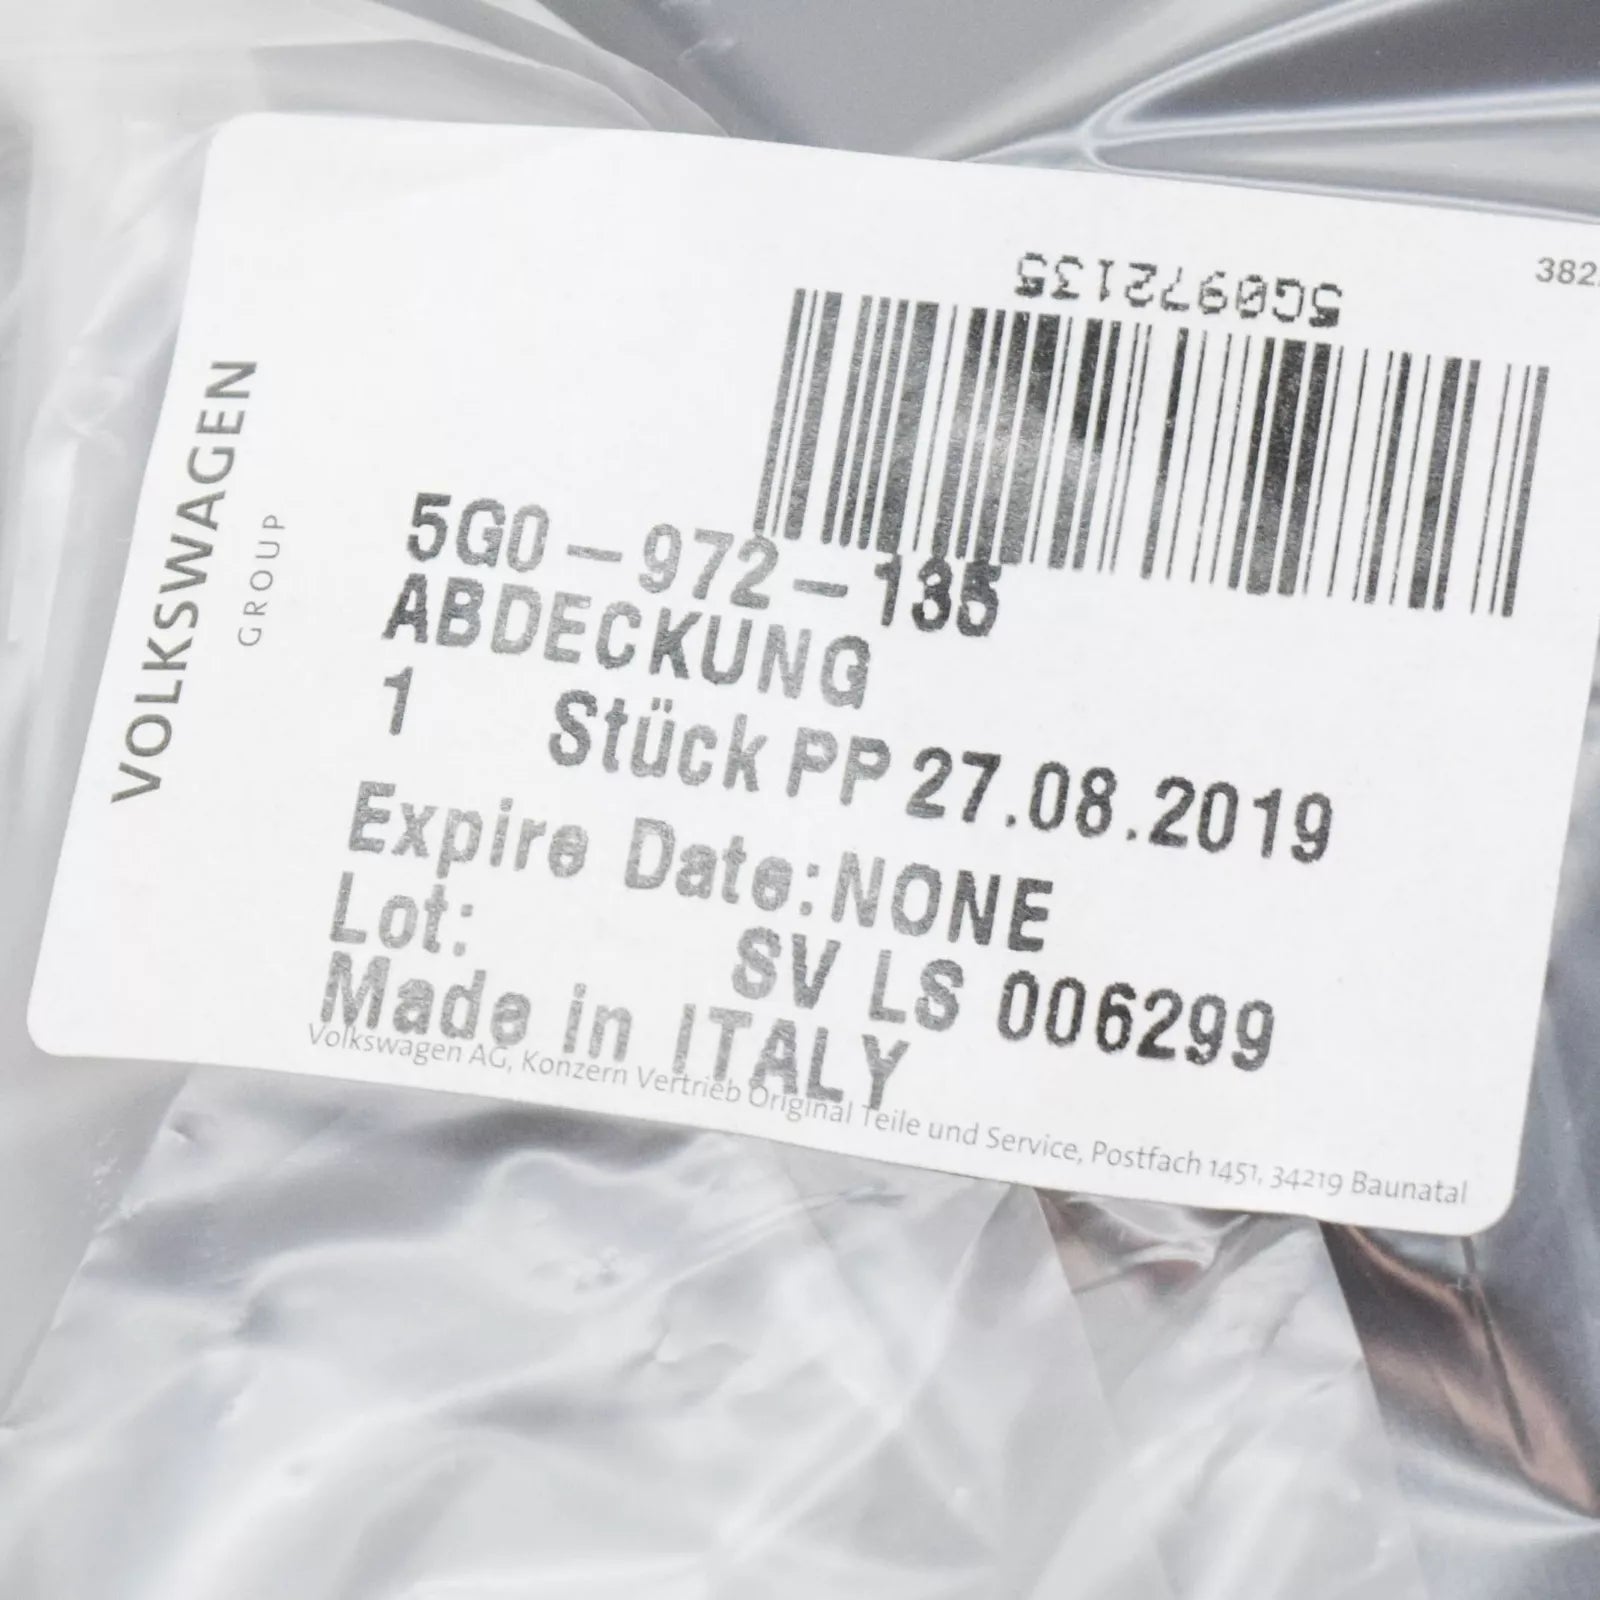 5G0972135
382
VOLKSWAGEN
GROUP
5G0-972-135
ABDECKUNG
1 Stück PP 27.08.2019
Expire Date:NONE
Lot: SV LS 006299
Made in ITALY
Volkswagen AG, Konzern Vertrieb Original Teile und Service, Postfach 1451, 34219 Baunatal